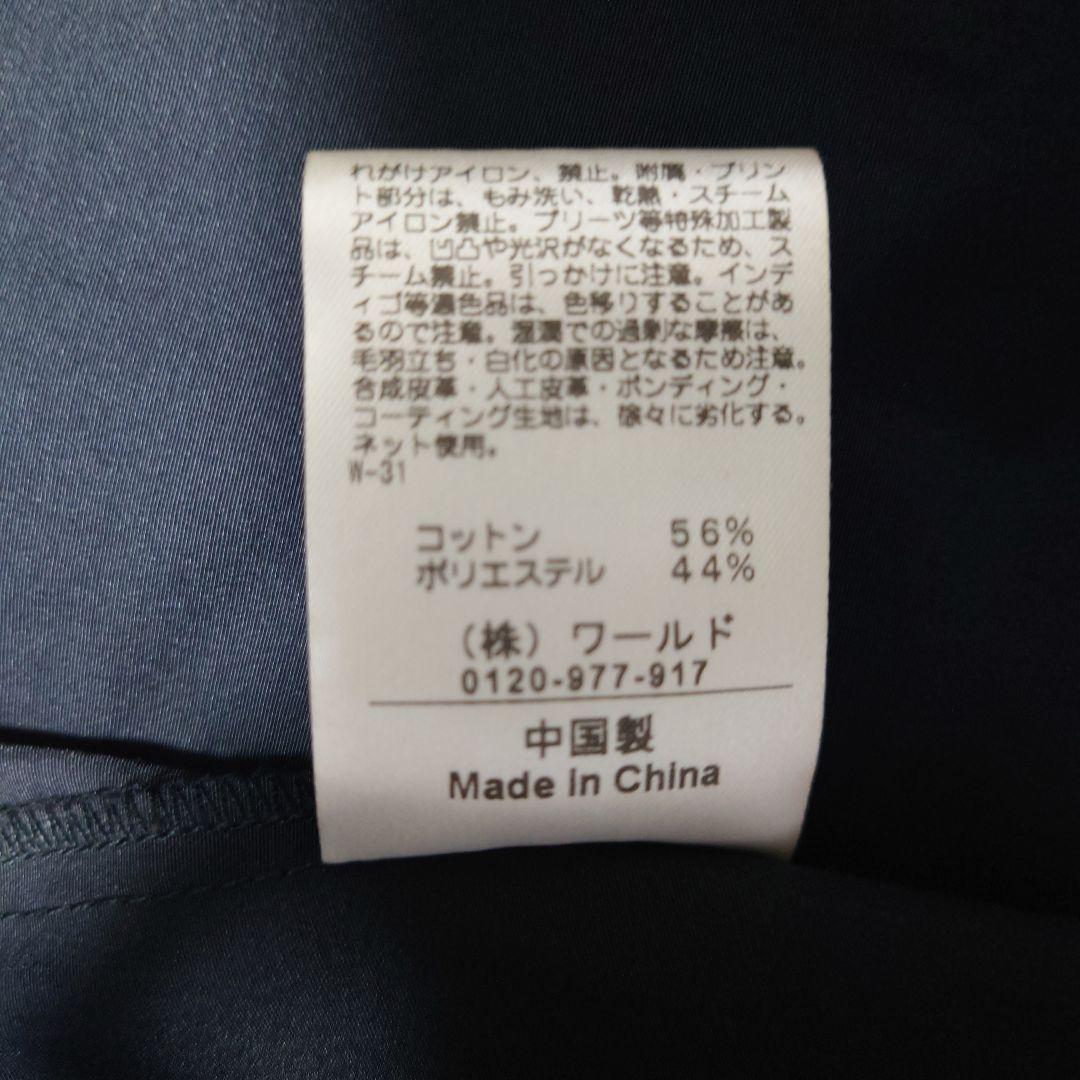 れがけアイロン、禁止。附属・プリン
ト部分は、もみ洗い、乾熱・スチーム
アイロン禁止。プリーツ等特殊加工製
品は、凹凸や光沢がなくなるため、ス
チーム禁止。引っかけに注意。インデ
ィゴ等濃色品は、色移りすることがあ
るので注意。湿潤での過剰な摩擦は、
毛羽立ち・白化の原因となるため注意。
合成皮革・人工皮革・ボンディング・
コーティング生地は、徐々に劣化する。
ネット使用。
W-31
コットン 56%
ポリエステル 44%
(株) ワールド
0120-977-917
中国製
Made in China